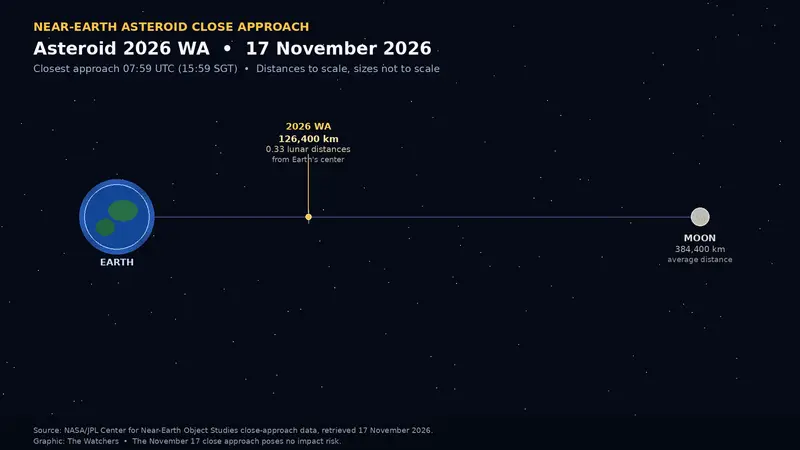 NEAR-EARTH ASTEROID CLOSE APPROACH
Asteroid 2026 WA • 17 November 2026
Closest approach 07:59 UTC (15:59 SGT) • Distances to scale, sizes not to scale
2026 WA
126,400 km
0.33 lunar distances
from Earth's center
EARTH
MOON
384,400 km
average distance
Source: NASA/JPL Center for Near-Earth Object Studies close-approach data, retrieved 17 November 2026.
Graphic: The Watchers • The November 17 close approach poses no impact risk.